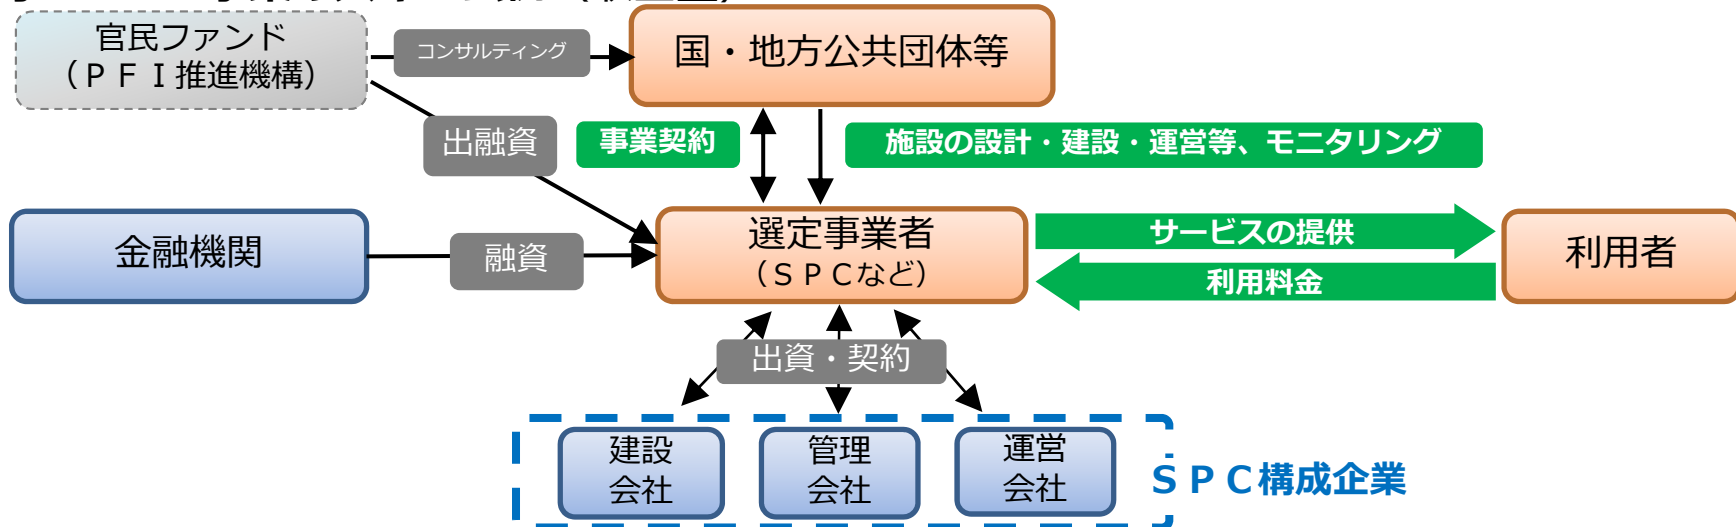 官民ファンド
（ＰＦＩ推進機構）
コンサルティング
国・地方公共団体等
出融資
事業契約
施設の設計・建設・運営等、モニタリング
金融機関
融資
選定事業者
（ＳＰＣなど）
サービスの提供
利用料金
利用者
出資・契約
建設
会社
管理
会社
運営
会社
ＳＰＣ構成企業